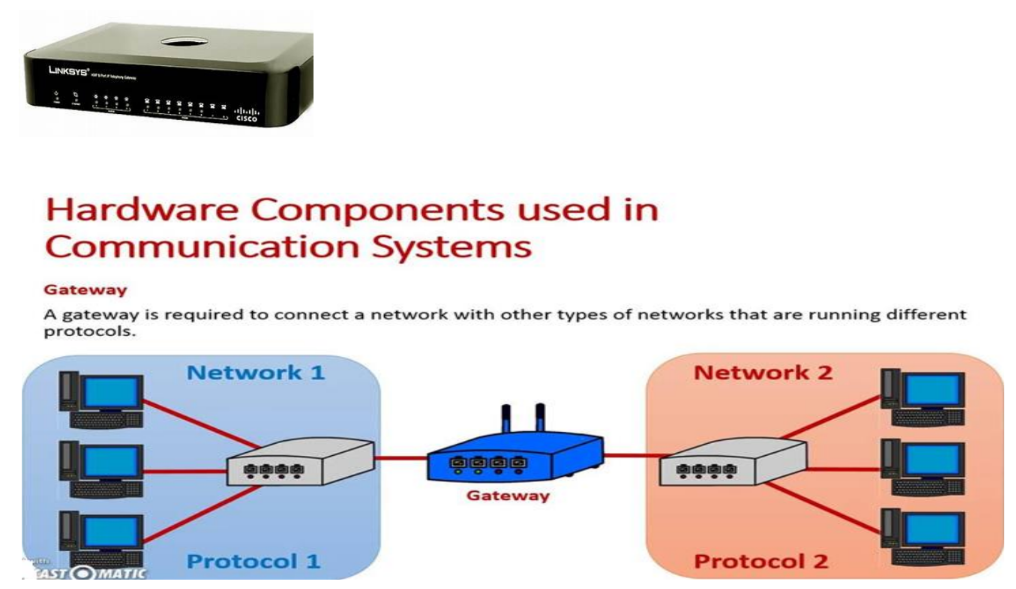 LINKSYS
CISCO
Hardware Components used in
Communication Systems
Gateway
A gateway is required to connect a network with other types of networks that are running different
protocols.
Network 1
Network 2
Gateway
Protocol 1
Protocol 2